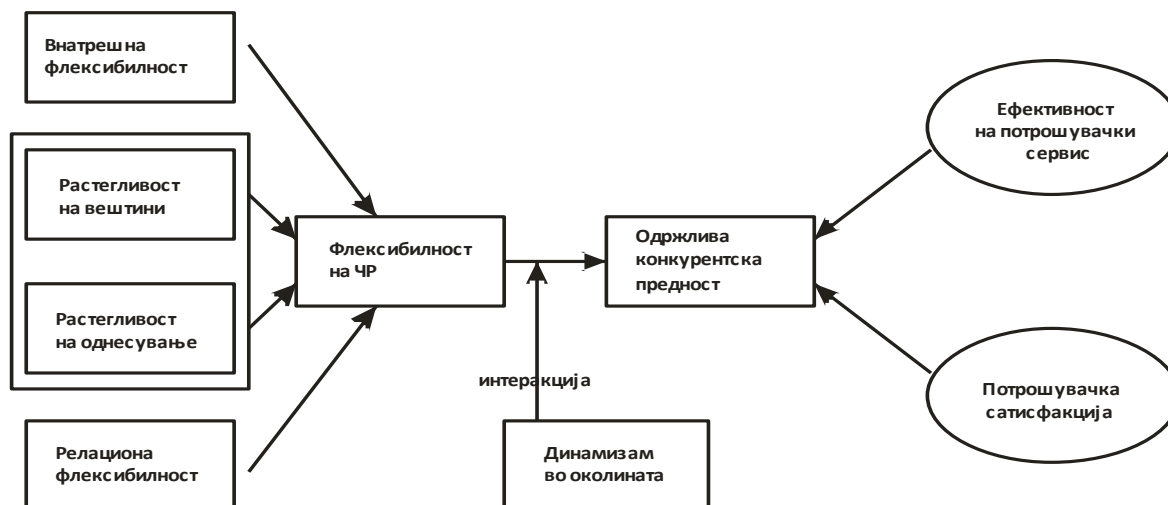 Внатрешна
флексибилност
Растегливост
на вештини
Растегливост
на однесување
Релациона
флексибилност
Флексибилност
на ЧР
интеракција
Динамизам
во околината
Одржлива
конкурентска
предност
Ефективност
на потрошувачки
сервис
Потрошувачка
сатисфакција